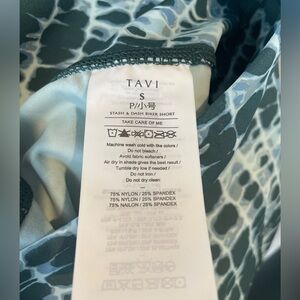 TAVI
S
P/小号
STASH & DASH BIKER SHORT
TAKE CARE OF ME
Machine wash cold with like colors /
Do not bleach /
Avoid fabric softeners /
Air dry in shade gives the best result /
Tumble dry low if needed /
Do not iron /
Do not dry clean
–
75% NYLON / 25% SPANDEX
75% NYLON / 25% SPANDEX
75% NAILON / 25% SPANDEX